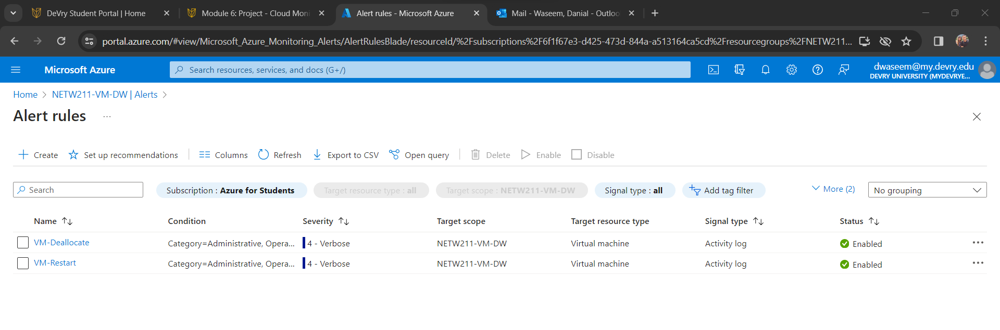 DeVry Student Portal | Home
Module 6: Project - Cloud Moni
Alert rules - Microsoft Azure
Mail - Waseem, Danial - Outloo
portal.azure.com/#view/Microsoft_Azure_Monitoring_Alerts/AlertRulesBlade/resourceId/%2Fsubscriptions%2F6f1f67e3-d425-473d-844a-a513164ca5cd%2Fresourcegroups%2FNETW211...
Microsoft Azure
Search resources, services, and docs (G+/)
dwaseem@my.devry.edu
DEVRY UNIVERSITY (MYDEVRYE...
Home > NETW211-VM-DW | Alerts >
Alert rules ...
Create
Set up recommendations
Columns
Refresh
Export to CSV
Open query
Delete
Enable
Disable
Search
Subscription : Azure for Students
Target resource type : all
Target scope : NETW211-VM-DW
Signal type : all
Add tag filter
More (2)
No grouping
Name Condition Severity Target scope Target resource type Signal type Status
VM-Deallocate Category=Administrative, Opera... 4 - Verbose NETW211-VM-DW Virtual machine Activity log Enabled ...
VM-Restart Category=Administrative, Opera... 4 - Verbose NETW211-VM-DW Virtual machine Activity log Enabled ...